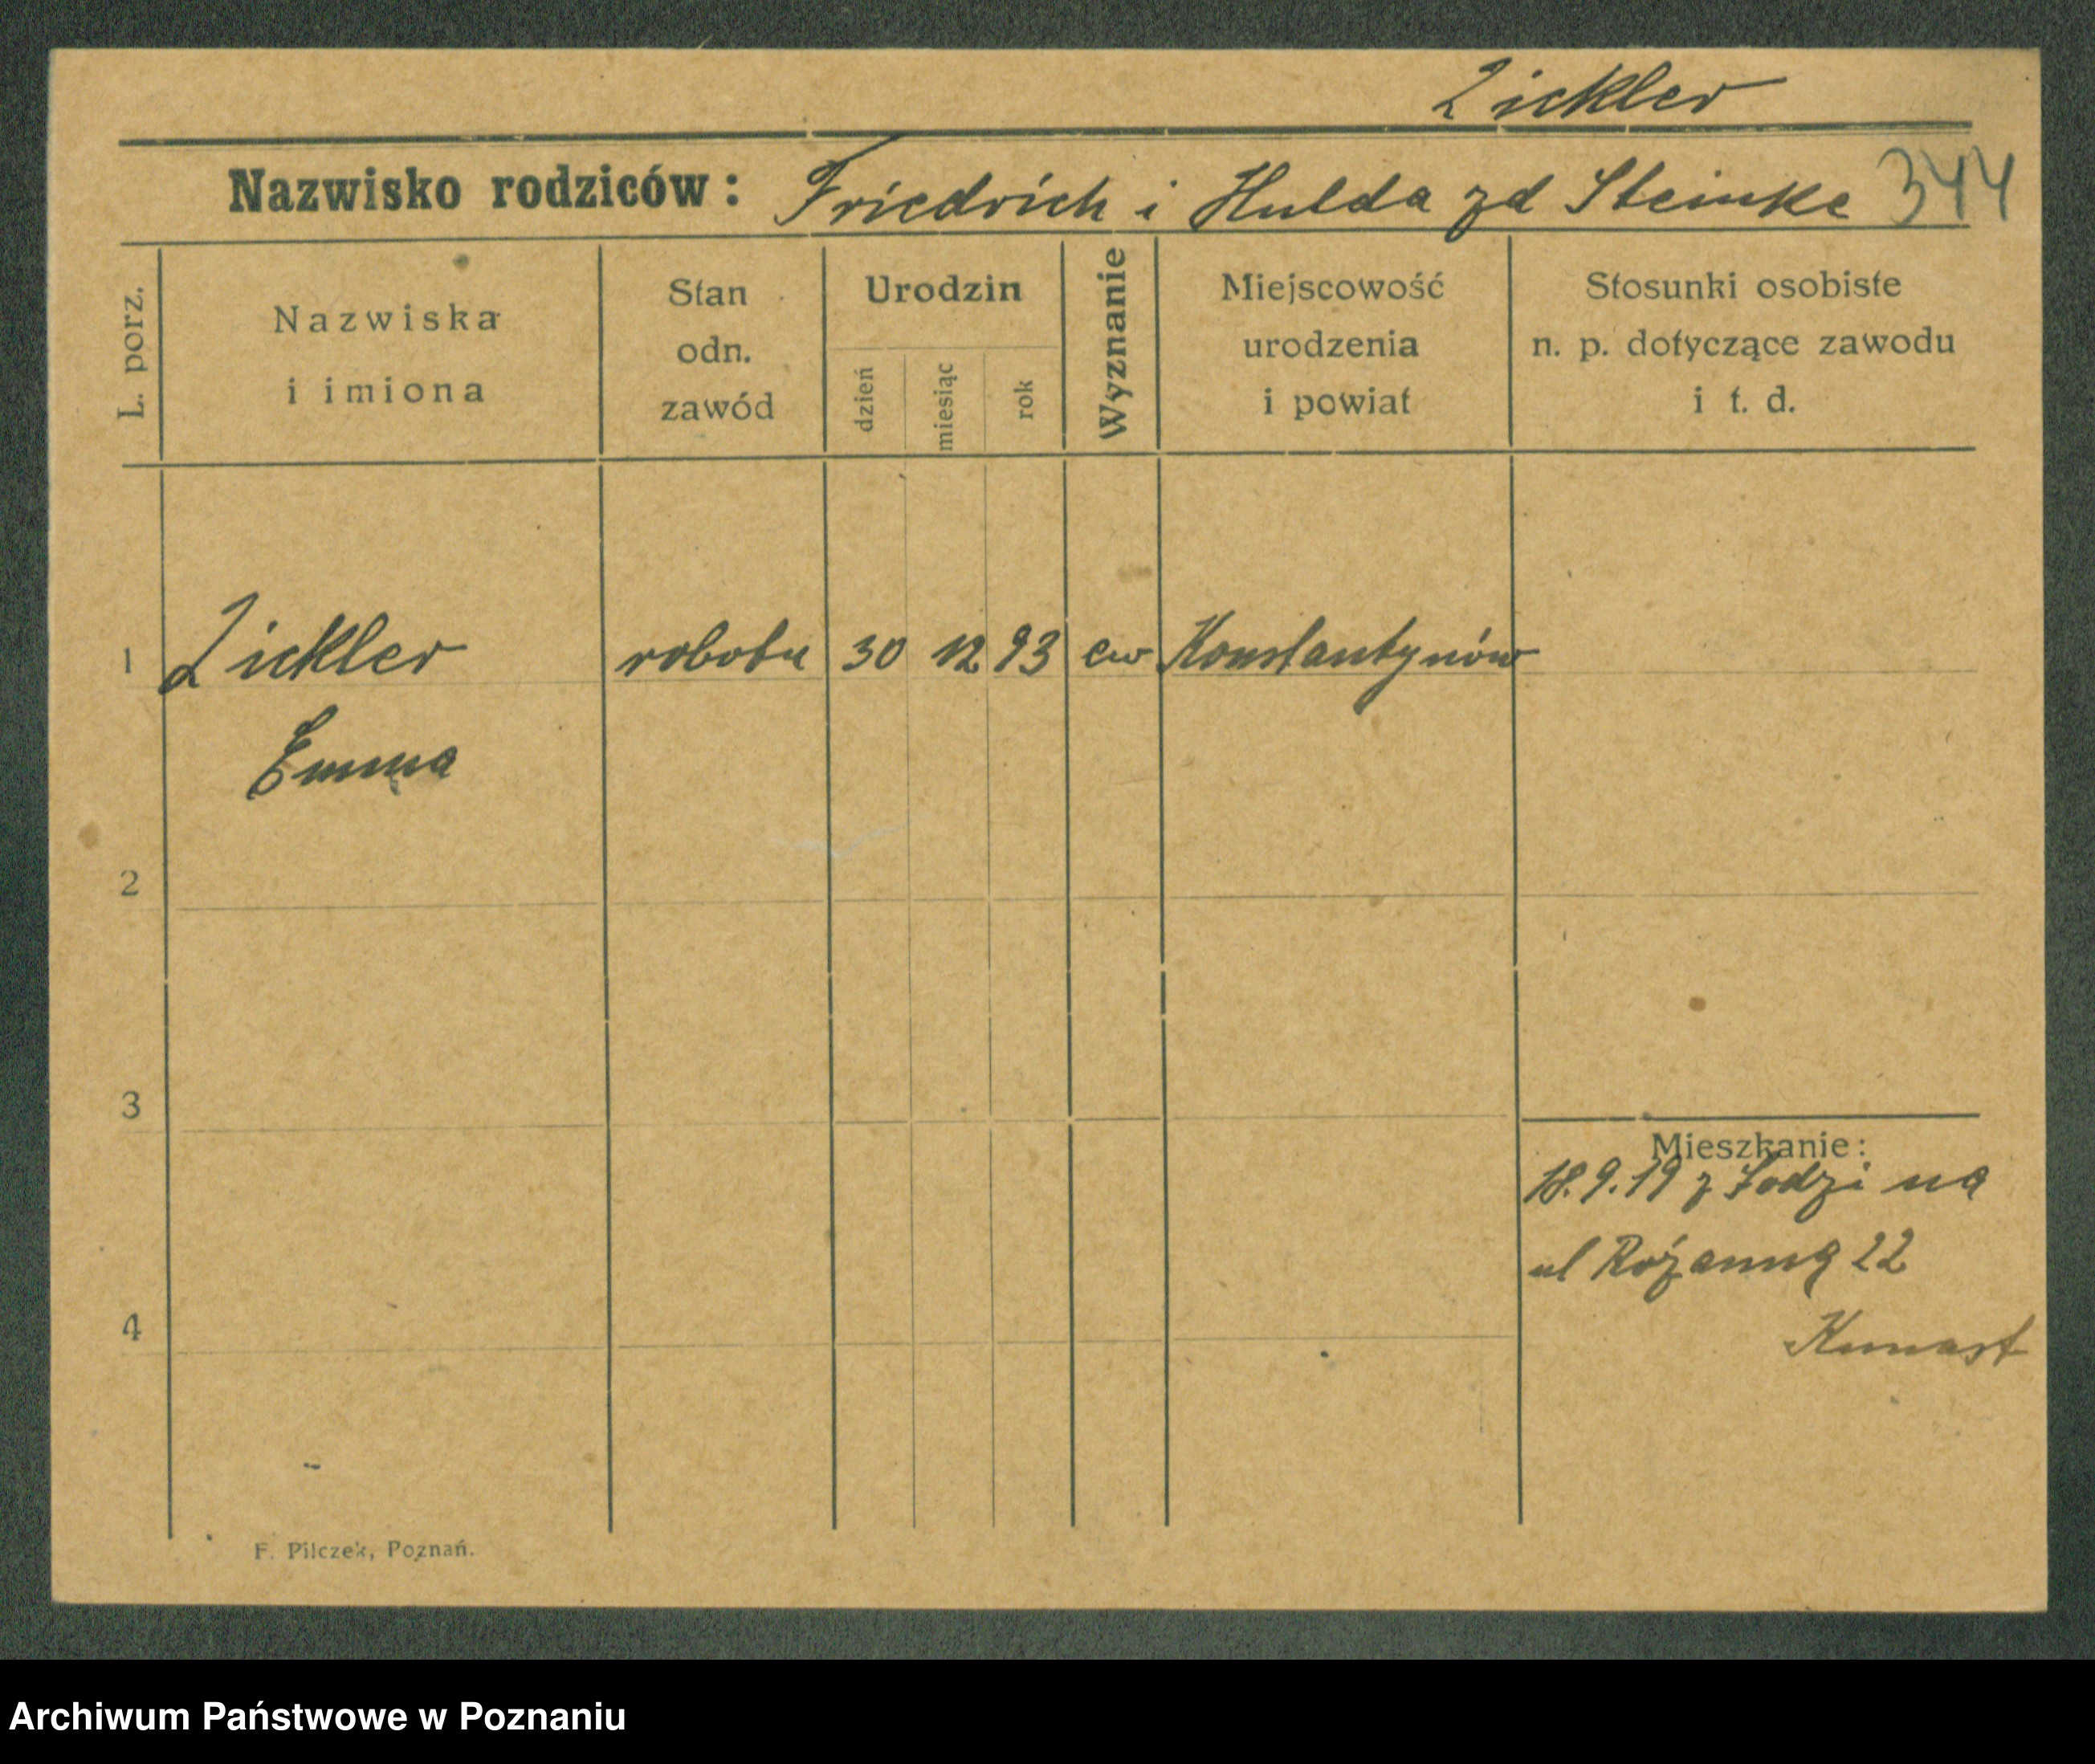 Zickler
Nazwisko rodziców: Friedrich i Hulda zd Steinke 344
L. porz.
Nazwiska
i imiona
Stan
odn.
zawód
Urodzin
dzień
miesiąc
rok
Wyznanie
Miejscowość
urodzenia
i powiat
Stosunki osobiste
n. p. dotyczące zawodu
i t. d.
1 Zickler robotn 30 12 93 ew Konstantynów
Emma
2
3
Mieszkanie:
18.9.19 z Łodzi na
ul Różanną 22
4
Kunast
F. Pilczek, Poznań.
Archiwum Państwowe w Poznaniu